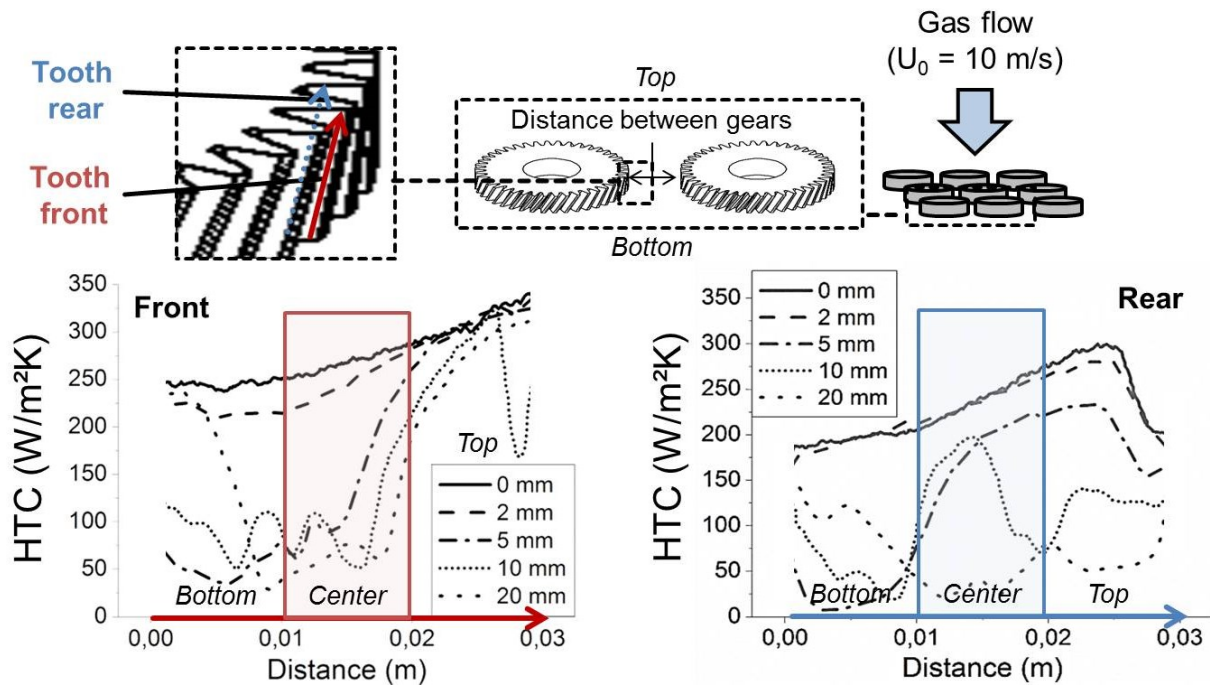 Tooth
rear
Tooth
front
Top
Distance between gears
Bottom
Gas flow
(U₀ = 10 m/s)
Front
HTC (W/m²K)
350
300
250
200
150
100
50
0
Top
0 mm
2 mm
5 mm
10 mm
20 mm
Bottom
Center
0,00
0,01
0,02
0,03
Distance (m)
Rear
HTC (W/m²K)
350
300
250
200
150
100
50
0
0 mm
2 mm
5 mm
10 mm
20 mm
Bottom
Center
Top
0,00
0,01
0,02
0,03
Distance (m)